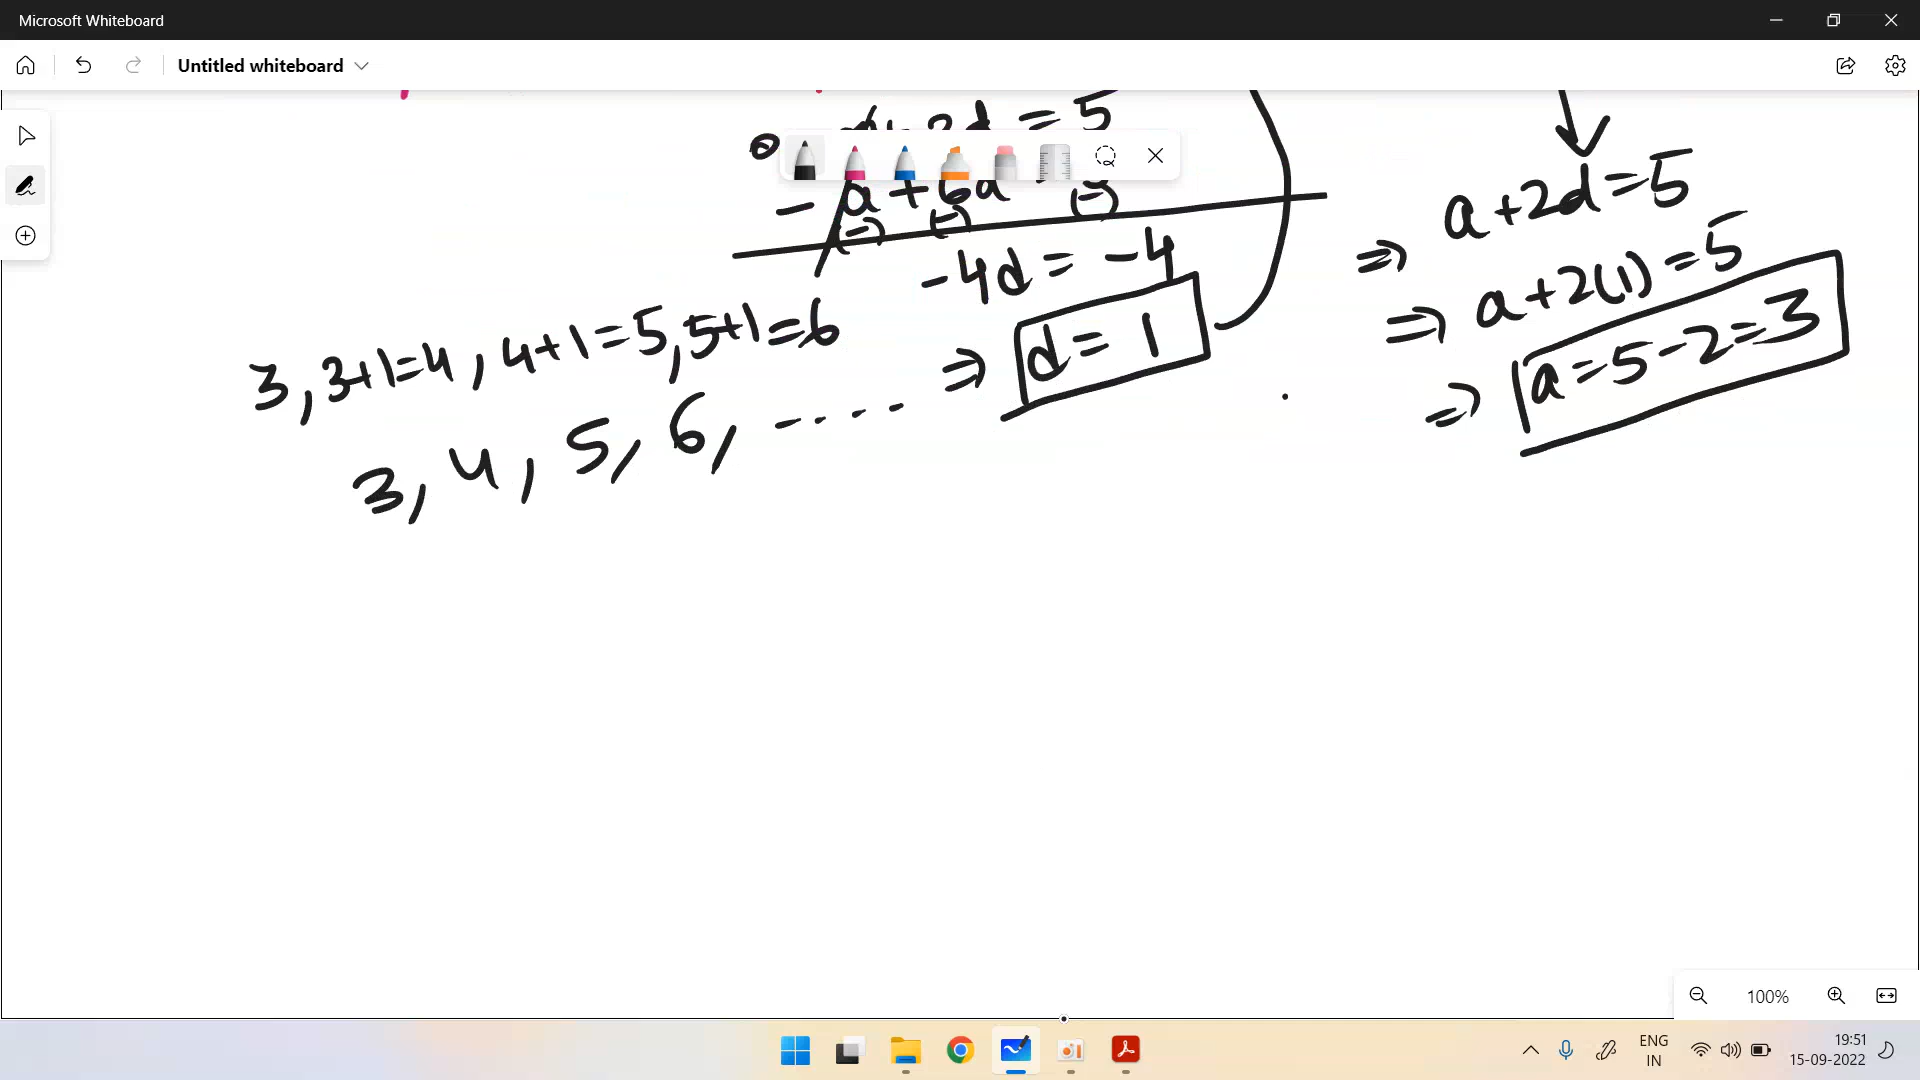 Microsoft Whiteboard
Untitled whiteboard
= 5
- a + 6d
(-) (-) (-)
-4d = -4
⇒ d = 1
a + 2d = 5
⇒ a + 2(1) = 5
⇒ a = 5 - 2 = 3
3, 3+1=4, 4+1=5, 5+1=6
3, 4, 5, 6, .....
100%
ENG
IN
19:51
15-09-2022